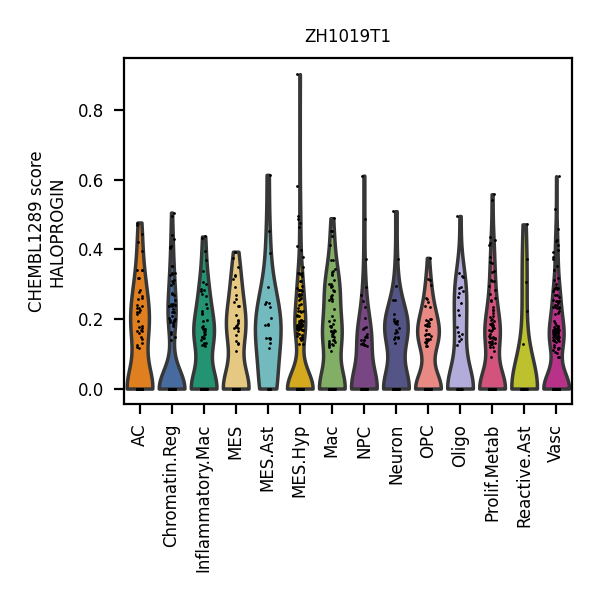 ZH1019T1
CHEMBL1289 score
HALOPROGIN
0.8
0.6
0.4
0.2
0.0
AC
Chromatin.Reg
Inflammatory.Mac
MES
MES.Ast
MES.Hyp
Mac
NPC
Neuron
OPC
Oligo
Prolif.Metab
Reactive.Ast
Vasc